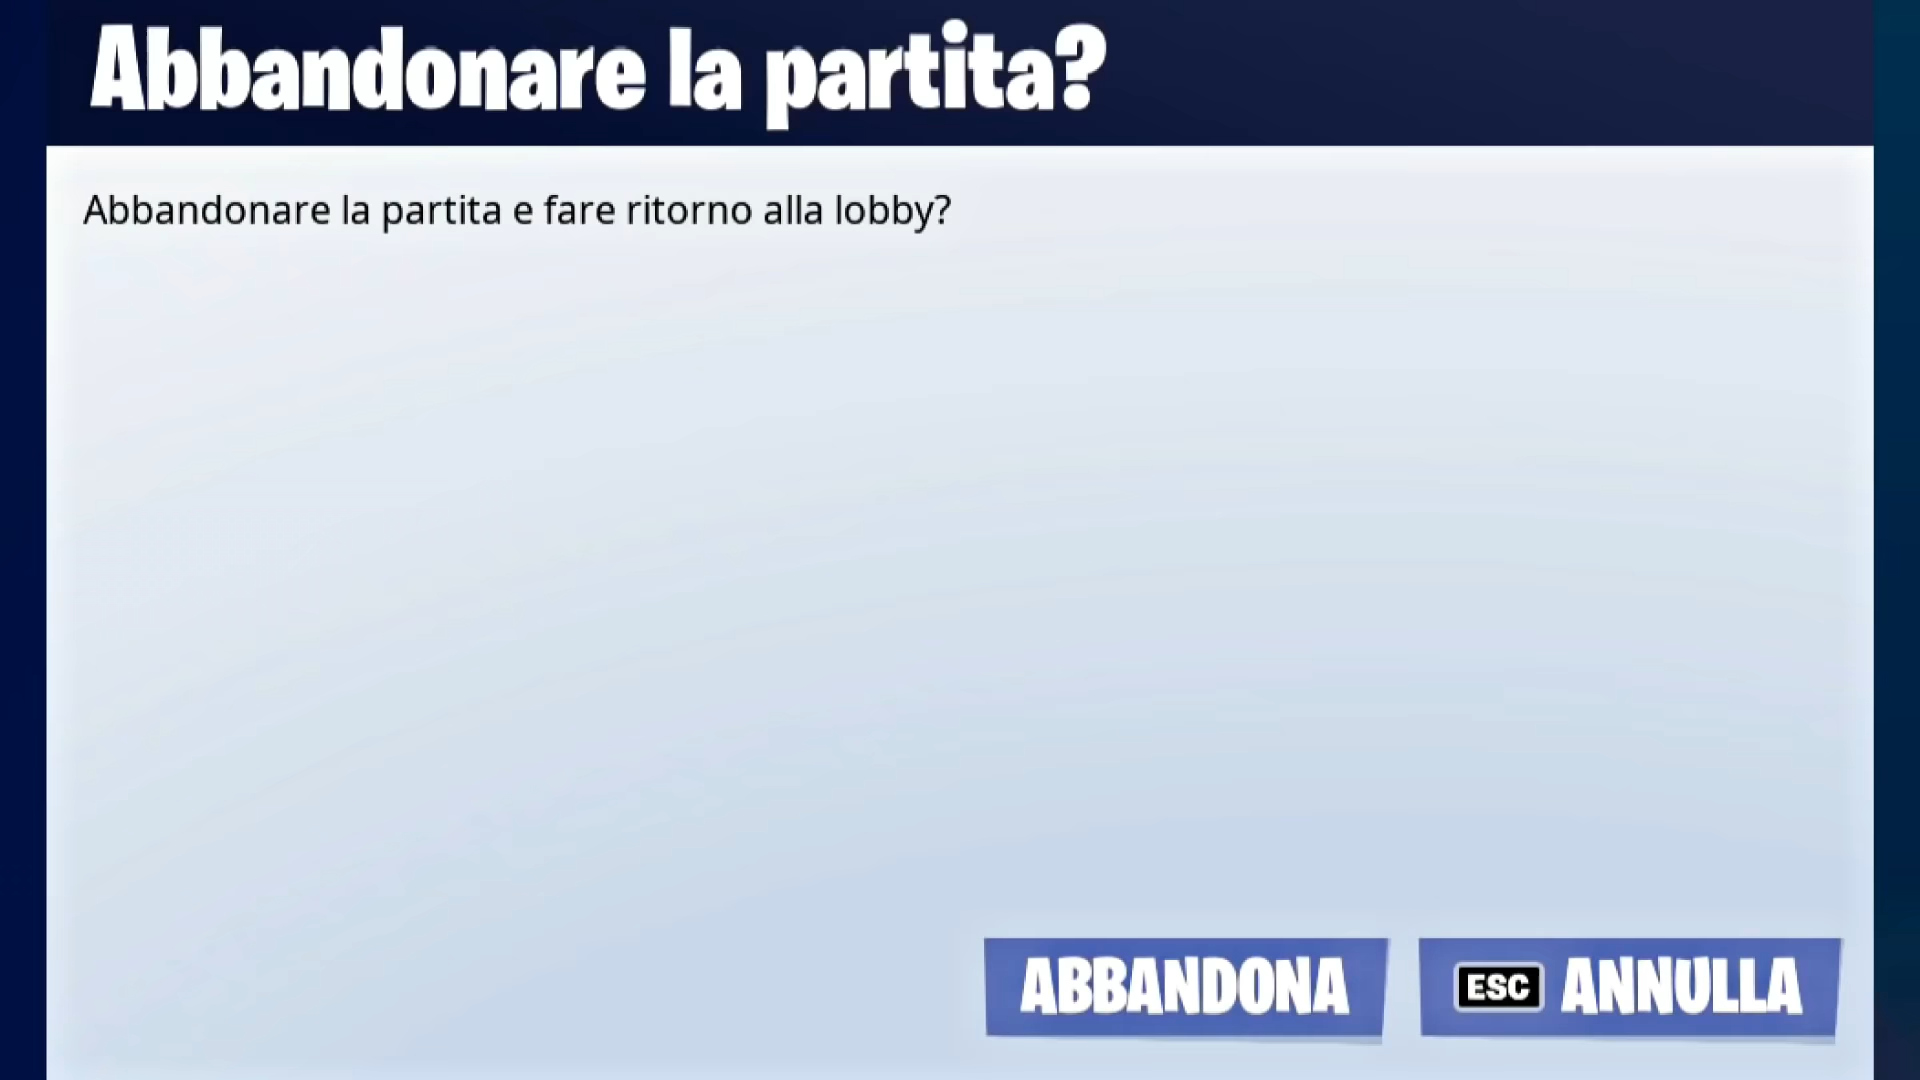 Abbandonare la partita?
Abbandonare la partita e fare ritorno alla lobby?
ABBANDONA
ESC ANNULLA